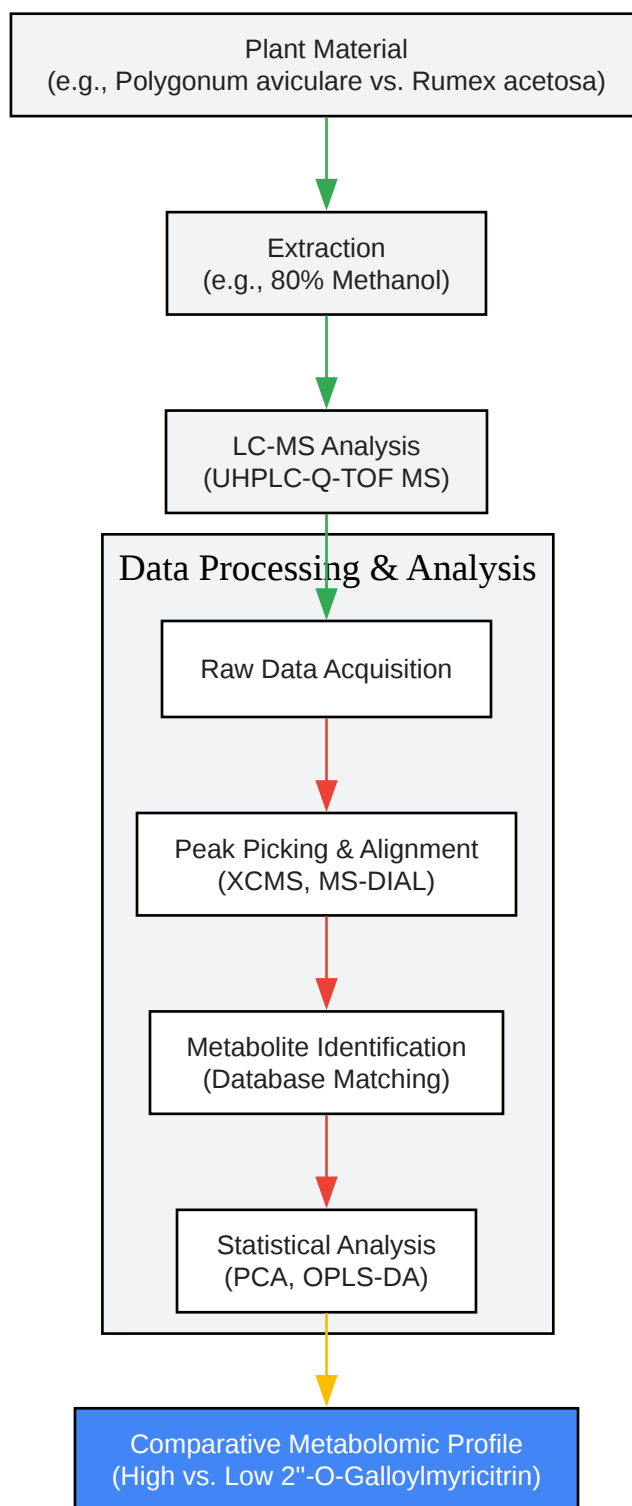 Plant Material
(e.g., Polygonum aviculare vs. Rumex acetosa)
Extraction
(e.g., 80% Methanol)
LC-MS Analysis
(UHPLC-Q-TOF MS)
Data Processing & Analysis
Raw Data Acquisition
Peak Picking & Alignment
(XCMS, MS-DIAL)
Metabolite Identification
(Database Matching)
Statistical Analysis
(PCA, OPLS-DA)
Comparative Metabolomic Profile
(High vs. Low 2"-O-Galloylmyricitrin)